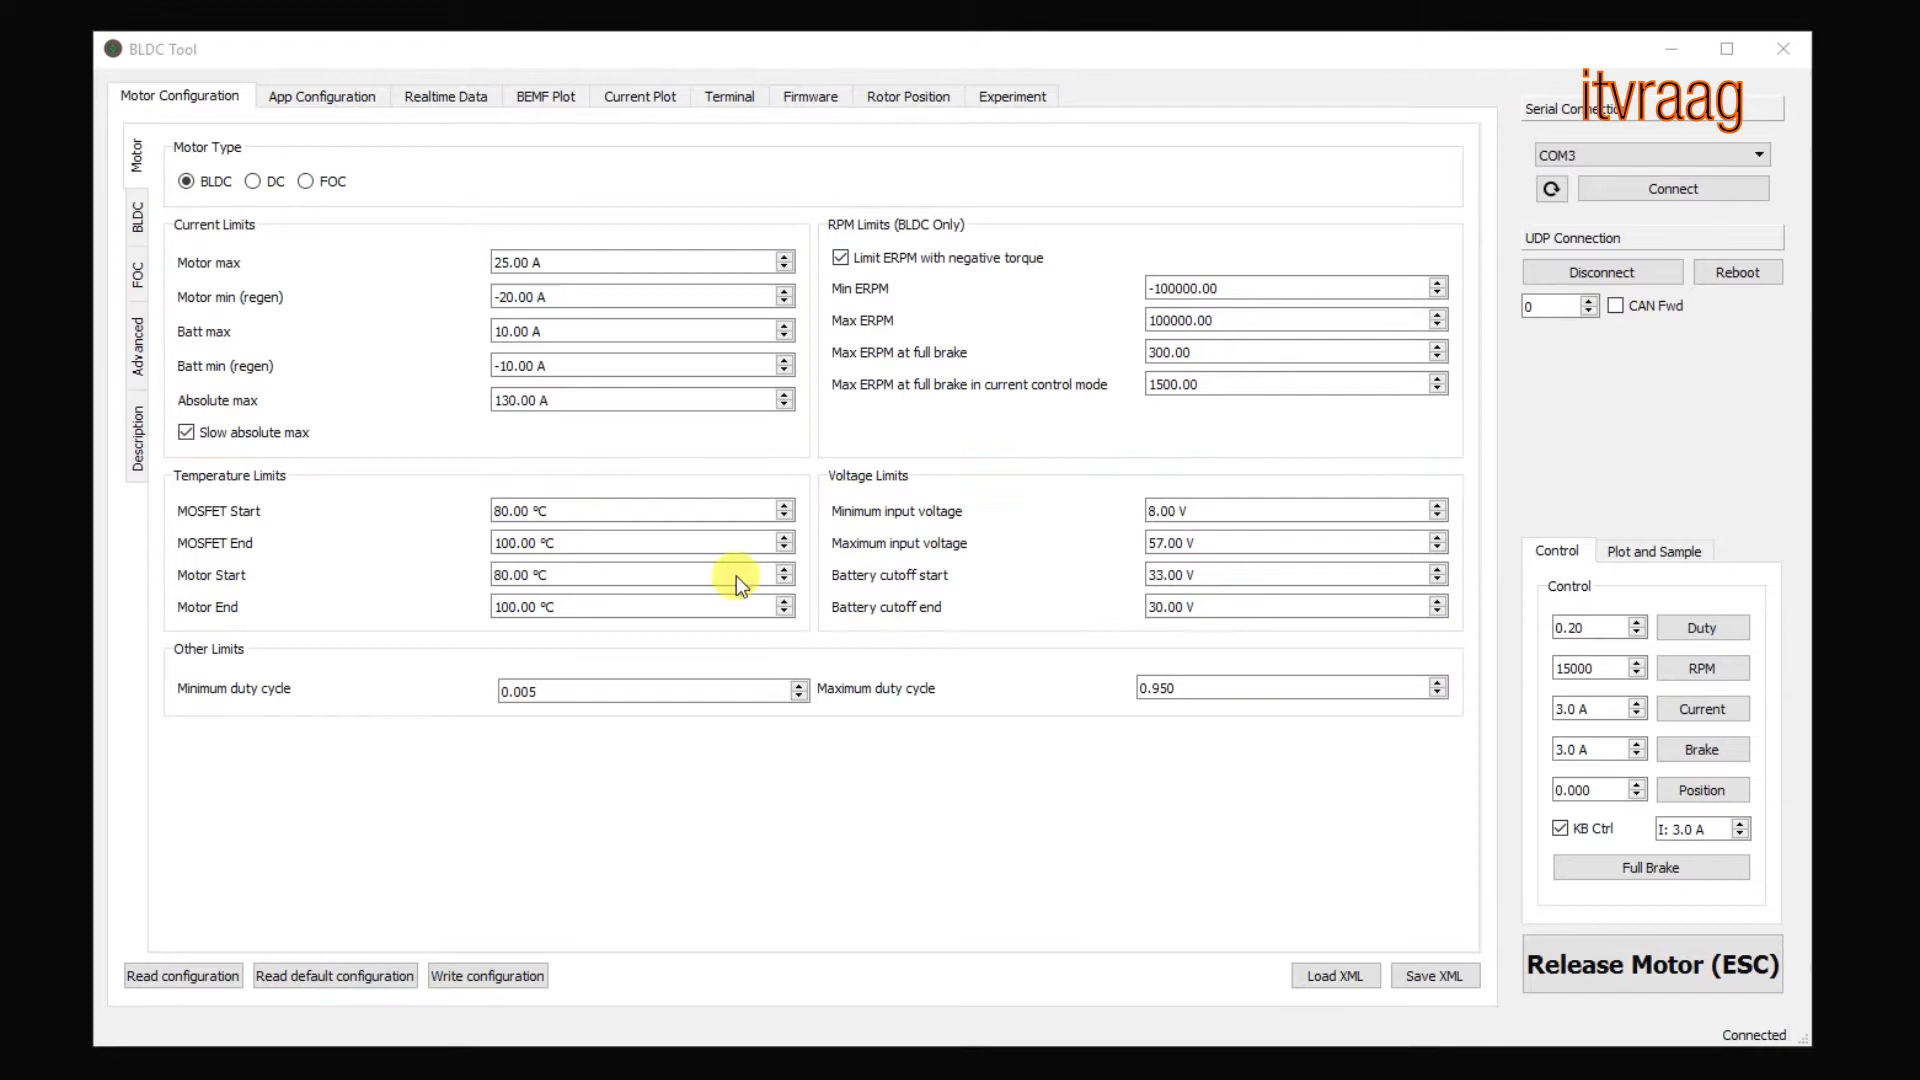 BLDC Tool
Motor Configuration App Configuration Realtime Data BEMF Plot Current Plot Terminal Firmware Rotor Position Experiment
itvraag
Motor
BLDC
FOC
Advanced
Description
Motor Type
BLDC DC FOC
Current Limits
Motor max 25.00 A
Motor min (regen) -20.00 A
Batt max 10.00 A
Batt min (regen) -10.00 A
Absolute max 130.00 A
Slow absolute max
RPM Limits (BLDC Only)
Limit ERPM with negative torque
Min ERPM -100000.00
Max ERPM 100000.00
Max ERPM at full brake 300.00
Max ERPM at full brake in current control mode 1500.00
Temperature Limits
MOSFET Start 80.00 °C
MOSFET End 100.00 °C
Motor Start 80.00 °C
Motor End 100.00 °C
Voltage Limits
Minimum input voltage 8.00 V
Maximum input voltage 57.00 V
Battery cutoff start 33.00 V
Battery cutoff end 30.00 V
Other Limits
Minimum duty cycle 0.005 Maximum duty cycle 0.950
Read configuration Read default configuration Write configuration Load XML Save XML
Serial
COM3
Connect
UDP Connection
Disconnect Reboot
0 CAN Fwd
Control Plot and Sample
Control
0.20 Duty
15000 RPM
3.0 A Current
3.0 A Brake
0.000 Position
KB Ctrl I: 3.0 A
Full Brake
Release Motor (ESC)
Connected